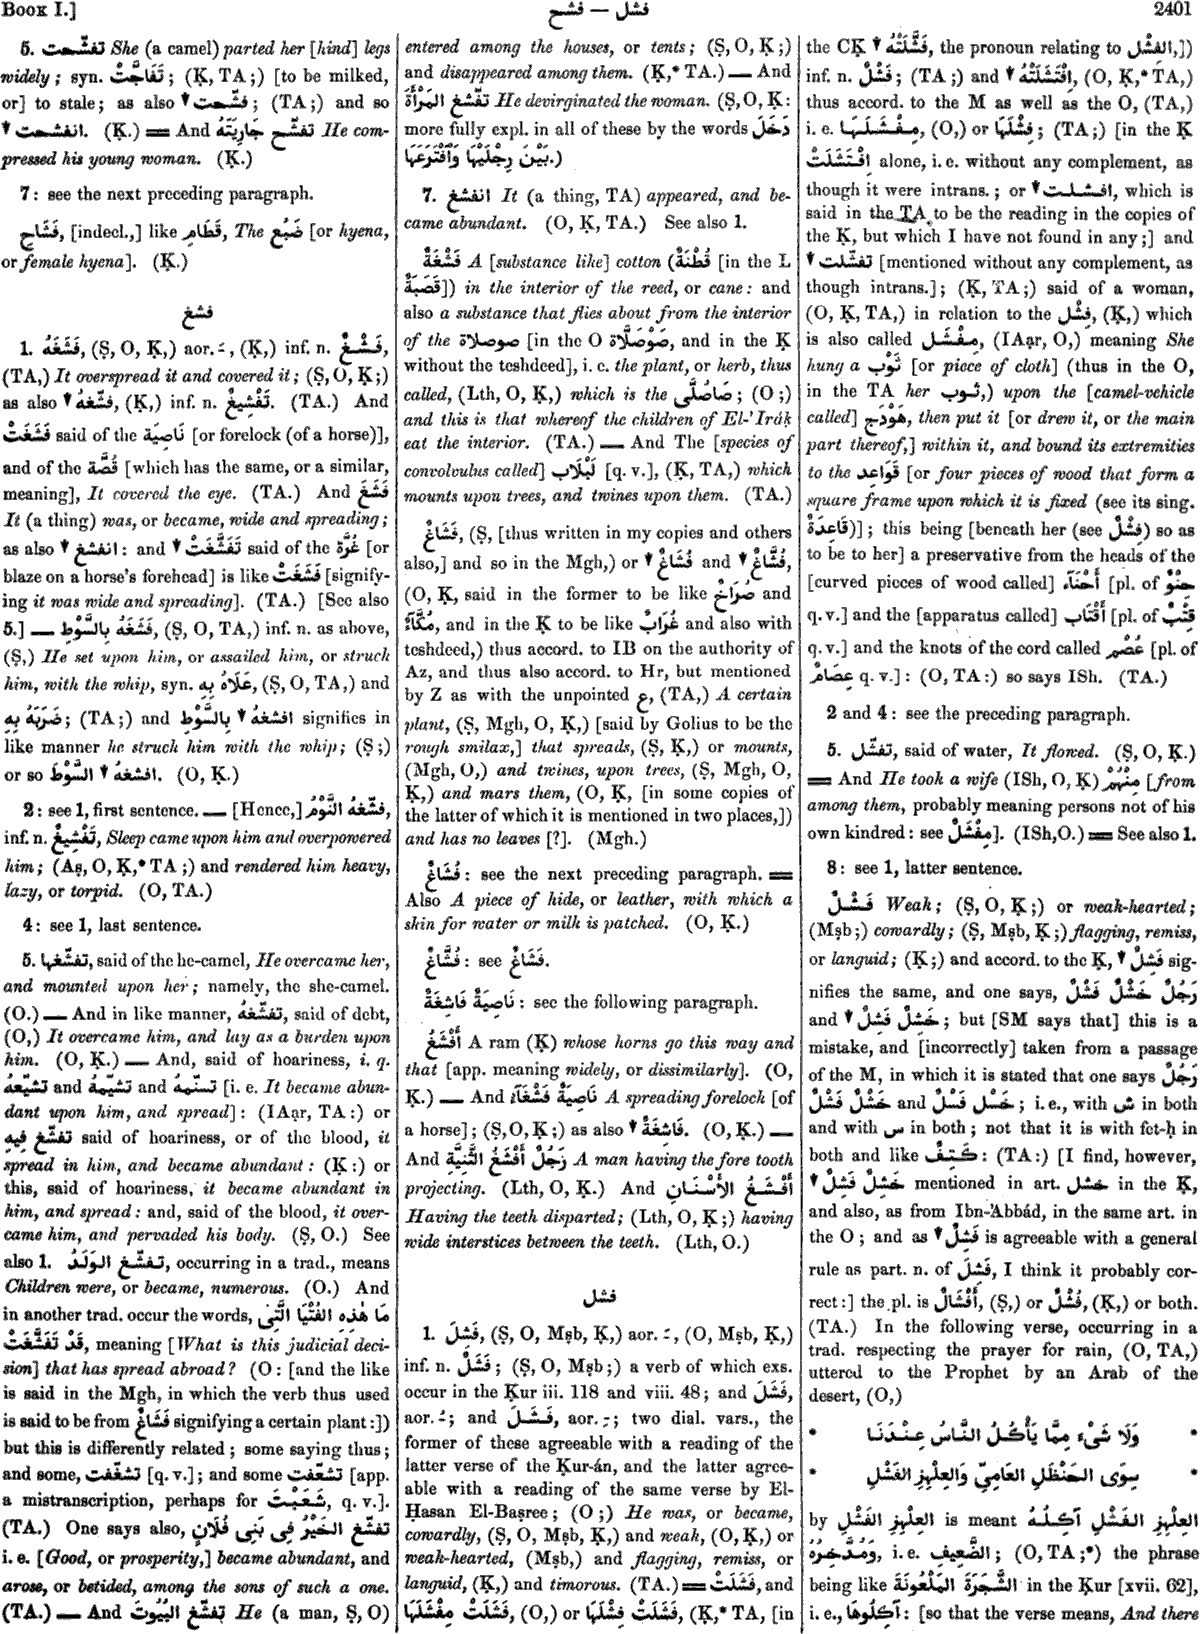 BOOK I.]
فشح — فشل
2401
5. تفشّحت She (a camel) parted her [hind] legs
widely; syn. تَفَاجَّتْ; (Ḳ, TA;) [to be milked,
or] to stale; as also ▼ فشّحت; (TA;) and so
▼ انفشحت. (Ḳ.) ═ And تفشّح جَارِيَتَهُ He com-
pressed his young woman. (Ḳ.)
7: see the next preceding paragraph.
فَشَاحِ, [indecl.,] like قَطَامِ, The ضَبُع [or hyena,
or female hyena]. (Ḳ.)
فشغ
1. فَشَغَهُ, (Ṣ, O, Ḳ,) aor. ـَ, (Ḳ,) inf. n. فَشْغٌ,
(TA,) It overspread it and covered it; (Ṣ, O, Ḳ;)
as also ▼ فشّغهُ, (Ḳ,) inf. n. تَفْشِيغٌ. (TA.) And
فَشَغَتْ said of the نَاصِيَة [or forelock (of a horse)],
and of the قُصَّة [which has the same, or a similar,
meaning], It covered the eye. (TA.) And فَشَغَ
It (a thing) was, or became, wide and spreading;
as also ▼ انفشغ: and ▼ تَفَشَّغَتْ said of the غُرَّة [or
blaze on a horse's forehead] is like فَشَغَتْ [signify-
ing it was wide and spreading]. (TA.) [See also
5.] — فَشَغَهُ بِالسَّوْطِ, (Ṣ, O, TA,) inf. n. as above,
(Ṣ,) He set upon him, or assailed him, or struck
him, with the whip, syn. عَلَاهُ بِهِ, (Ṣ, O, TA,) and
ضَرَبَهُ بِهِ; (TA;) and افشغهُ ▼ بِالسَّوْطِ signifies in
like manner he struck him with the whip; (Ṣ;)
or so افشغهُ ▼ السَّوْطَ. (O, Ḳ.)
2: see 1, first sentence. — [Hence,] فشّغهُ النَّوْمُ,
inf. n. تَفْشِيغٌ, Sleep came upon him and overpowered
him; (Aṣ, O, Ḳ,* TA;) and rendered him heavy,
lazy, or torpid. (O, TA.)
4: see 1, last sentence.
5. تفشّغها, said of the he-camel, He overcame her,
and mounted upon her; namely, the she-camel.
(O.) — And in like manner, تفشّغهُ, said of debt,
(O,) It overcame him, and lay as a burden upon
him. (O, Ḳ.) — And, said of hoariness, i. q.
تشيّعهُ and تشيّمهُ and تسنّمهُ [i. e. It became abun-
dant upon him, and spread]: (IAạr, TA:) or
تفشّغ فِيهِ said of hoariness, or of the blood, it
spread in him, and became abundant: (Ḳ:) or
this, said of hoariness, it became abundant in
him, and spread: and, said of the blood, it over-
came him, and pervaded his body. (Ṣ, O.) See
also 1. تفشّغ الوَلَدُ, occurring in a trad., means
Children were, or became, numerous. (O.) And
in another trad. occur the words, مَا هٰذِهِ الفُتْيَا الَّتِى
قَدْ تَفَشَّغَتْ, meaning [What is this judicial deci-
sion] that has spread abroad? (O: [and the like
is said in the Mgh, in which the verb thus used
is said to be from فَشَاغٌ signifying a certain plant:])
but this is differently related; some saying thus;
and some, تشغّفت [q. v.]; and some تشعّفت [app.
a mistranscription, perhaps for شَعَبْتَ, q. v.].
(TA.) One says also, تفشّغ الخَيْرُ فِى بَنِى فُلَانٍ
i. e. [Good, or prosperity,] became abundant, and
arose, or betided, among the sons of such a one.
(TA.) — And تفشّغ البُيُوتَ He (a man, Ṣ, O)
entered among the houses, or tents; (Ṣ, O, Ḳ;)
and disappeared among them. (Ḳ,* TA.) — And
تفشّغ المَرْأَةَ He devirginated the woman. (Ṣ, O, Ḳ:
more fully expl. in all of these by the words دَخَلَ
بَيْنَ رِجْلَيْهَا وَٱفْتَرَعَهَا.)
7. انفشغ It (a thing, TA) appeared, and be-
came abundant. (O, Ḳ, TA.) See also 1.
فَشْغَةٌ A [substance like] cotton (قُطْنَةٌ [in the L
قَصَبَةٌ]) in the interior of the reed, or cane: and
also a substance that flies about from the interior
of the صوصلاة [in the O صَوْصَلَّاة, and in the Ḳ
without the teshdeed], i. e. the plant, or herb, thus
called, (Lth, O, Ḳ,) which is the صَاصُلَّى; (O;)
and this is that whereof the children of El-'Iráḳ
eat the interior. (TA.) — And The [species of
convolvulus called] لَبْلَاب [q. v.], (Ḳ, TA,) which
mounts upon trees, and twines upon them. (TA.)
فَشَاغٌ, (Ṣ, [thus written in my copies and others
also,] and so in the Mgh,) or ▼ فُشَاغٌ and ▼ فُشَّاغٌ,
(O, Ḳ, said in the former to be like صُرَاخٌ and
مُكَّآءٌ, and in the Ḳ to be like غُرَابٌ and also with
teshdeed,) thus accord. to IB on the authority of
Az, and thus also accord. to Hr, but mentioned
by Z as with the unpointed ع, (TA,) A certain
plant, (Ṣ, Mgh, O, Ḳ,) [said by Golius to be the
rough smilax,] that spreads, (Ṣ, Ḳ,) or mounts,
(Mgh, O,) and twines, upon trees, (Ṣ, Mgh, O,
Ḳ,) and mars them, (O, Ḳ, [in some copies of
the latter of which it is mentioned in two places,])
and has no leaves [?]. (Mgh.)
فُشَاغٌ: see the next preceding paragraph. ═
Also A piece of hide, or leather, with which a
skin for water or milk is patched. (O, Ḳ.)
فُشَّاغٌ: see فَشَاغٌ.
نَاصِيَةٌ فَاشِغَةٌ: see the following paragraph.
أَفْشَغُ A ram (Ḳ) whose horns go this way and
that [app. meaning widely, or dissimilarly]. (O,
Ḳ.) — And نَاصِيَةٌ فَشْغَآءُ A spreading forelock [of
a horse]; (Ṣ, O, Ḳ;) as also ▼ فَاشِغَةٌ. (O, Ḳ.) —
And رَجُلٌ أَفْشَغُ الثَّنِيَّةِ A man having the fore tooth
projecting. (Lth, O, Ḳ.) And أَفْشَغُ الأَسْنَانِ
Having the teeth disparted; (Lth, O, Ḳ;) having
wide interstices between the teeth. (Lth, O.)
فشل
1. فَشِلَ, (Ṣ, O, Mṣb, Ḳ,) aor. ـَ, (O, Mṣb, Ḳ,)
inf. n. فَشَلٌ; (Ṣ, O, Mṣb;) a verb of which exs.
occur in the Ḳur iii. 118 and viii. 48; and فَشَلَ,
aor. ـُ; and فَشَلَ, aor. ـِ; two dial. vars., the
former of these agreeable with a reading of the
latter verse of the Ḳur-án, and the latter agree-
able with a reading of the same verse by El-
Ḥasan El-Baṣree; (O;) He was, or became,
cowardly, (Ṣ, O, Mṣb, Ḳ,) and weak, (O, Ḳ,) or
weak-hearted, (Mṣb,) and flagging, remiss, or
languid, (Ḳ,) and timorous. (TA.) ═ فَشَلَتْ, and
فَشَلَتْ مِفْشَلَهَا, (O,) or فَشَلَتْ فِشْلَهَا, (Ḳ,* TA, [in
the CḲ ▼ فَشَّلَتْهُ, the pronoun relating to الفِشْل,])
inf. n. فَشْلٌ; (TA;) and ▼ اِفْتَشَلَتْهُ, (O, Ḳ,* TA,)
thus accord. to the M as well as the O, (TA,)
i. e. مِفْشَلَهَا, (O,) or فِشْلَهَا; (TA;) [in the Ḳ
اِفْتَشَلَتْ alone, i. e. without any complement, as
though it were intrans.; or ▼ افشلت, which is
said in the TA to be the reading in the copies of
the Ḳ, but which I have not found in any;] and
▼ تفشّلت [mentioned without any complement, as
though intrans.]; (Ḳ, TA;) said of a woman,
(O, Ḳ, TA,) in relation to the فِشْل, (Ḳ,) which
is also called مِفْشَل, (IAạr, O,) meaning She
hung a ثَوْب [or piece of cloth] (thus in the O,
in the TA her ثوب,) upon the [camel-vehicle
called] هَوْدَج, then put it [or drew it, or the main
part thereof,] within it, and bound its extremities
to the قَوَاعِد [or four pieces of wood that form a
square frame upon which it is fixed (see its sing.
قَاعِدَةٌ)]; this being [beneath her (see فِشْلٌ) so as
to be to her] a preservative from the heads of the
[curved pieces of wood called] أَحْنَآء [pl. of حِنْوٌ
q. v.] and the [apparatus called] أَقْتَاب [pl. of قِتْبٌ
q. v.] and the knots of the cord called عُصُم [pl. of
عِصَامٌ q. v.]: (O, TA:) so says ISh. (TA.)
2 and 4: see the preceding paragraph.
5. تفشّل, said of water, It flowed. (Ṣ, O, Ḳ.)
═ And He took a wife (ISh, O, Ḳ) مِنْهُمْ [from
among them, probably meaning persons not of his
own kindred: see مِفْشَلٌ]. (ISh, O.) ═ See also 1.
8: see 1, latter sentence.
فَشْلٌ Weak; (Ṣ, O, Ḳ;) or weak-hearted;
(Mṣb;) cowardly; (Ṣ, Mṣb, Ḳ;) flagging, remiss,
or languid; (Ḳ;) and accord. to the Ḳ, ▼ فَشِلٌ sig-
nifies the same, and one says, رَجُلٌ خَشْلٌ فَشْلٌ
and ▼ خَشِلٌ فَشِلٌ; but [SM says that] this is a
mistake, and [incorrectly] taken from a passage
of the M, in which it is stated that one says رَجُلٌ
خَشْلٌ فَشْلٌ and خَسْل فَسْلٌ; i. e., with ش in both
and with س in both; not that it is with fet-ḥ in
both and like كَتِفٌ: (TA:) [I find, however,
▼ خَشِلٌ فَشِلٌ mentioned in art. خشل in the Ḳ,
and also, as from Ibn-'Abbád, in the same art. in
the O; and as ▼ فَشِلٌ is agreeable with a general
rule as part. n. of فَشِلَ, I think it probably cor-
rect:] the pl. is أَفْشَالٌ, (Ṣ,) or فُشْلٌ, (Ḳ,) or both.
(TA.) In the following verse, occurring in a
trad. respecting the prayer for rain, (O, TA,)
uttered to the Prophet by an Arab of the
desert, (O,)
* وَلَا شَىْءَ مِمَّا يَأْكُلُ النَّاسُ عِنْدَنَا *
* سِوَى الحَنْظَلِ العَامِىِّ وَالعِلْهِزِ الفَشْلِ *
by العِلْهِزِ الفَشْلِ is meant العِلْهِزِ الفَشْلِ آكِلُهُ
وَمُدَّخِرُهُ, i. e. الضَّعِيفِ; (O, TA;*) the phrase
being like الشَّجَرَةَ المَلْعُونَةَ in the Ḳur [xvii. 62],
i. e., آكِلُوهَا: [so that the verse means, And there